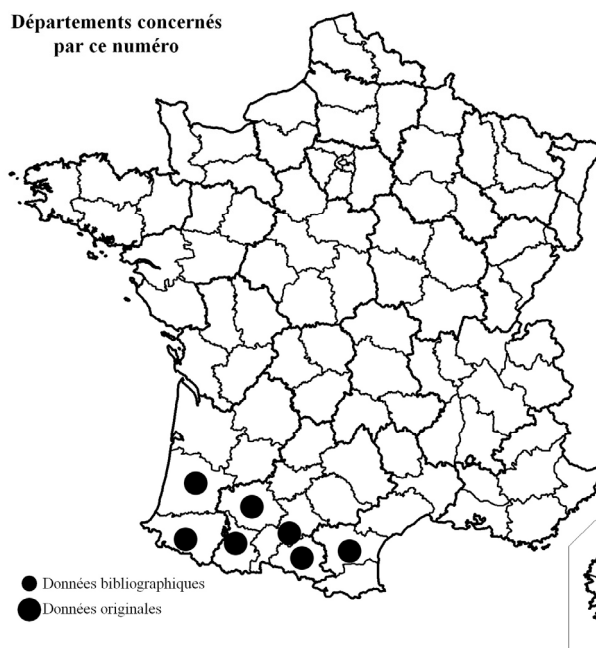 Départements concernés
par ce numéro
Données bibliographiques
Données originales